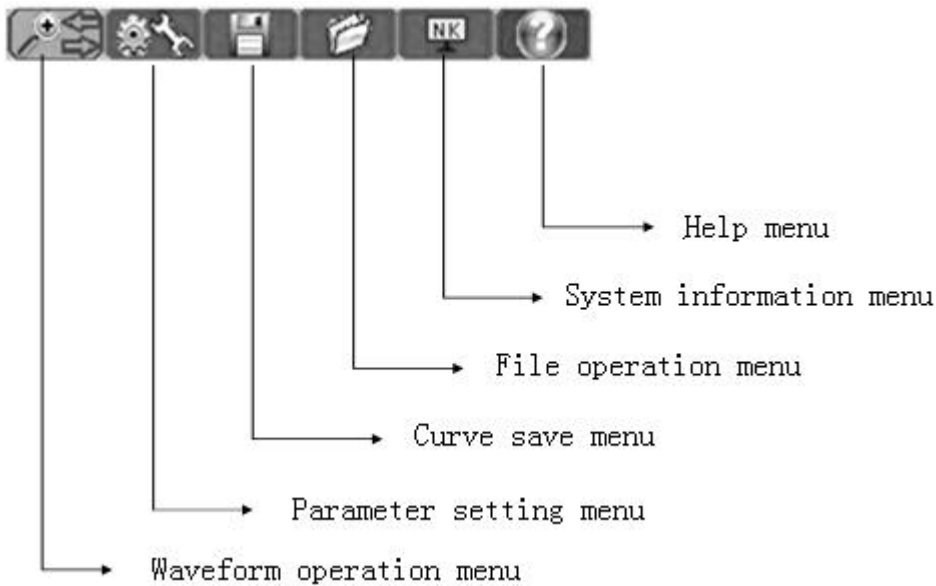 NK
?
Help menu
System information menu
File operation menu
Curve save menu
Parameter setting menu
Waveform operation menu